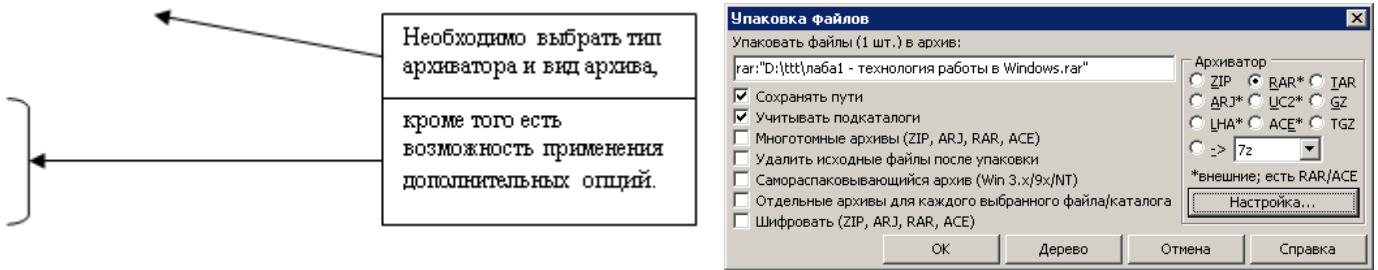 Необходимо выбрать тип
архиватора и вид архива,
кроме того есть
возможность применения
дополнительных опций.
Упаковка файлов
Упаковать файлы (1 шт.) в архив:
rar:"D:\ttt\лаба1 - технология работы в Windows.rar"
Сохранять пути
Учитывать подкаталоги
Многотомные архивы (ZIP, ARJ, RAR, ACE)
Удалить исходные файлы после упаковки
Самораспаковывающийся архив (Win 3.x/9x/NT)
Отдельные архивы для каждого выбранного файла/каталога
Шифровать (ZIP, ARJ, RAR, ACE)
Архиватор
ZIP RAR* TAR
ARJ* UC2* GZ
LHA* ACE* TGZ
-> 7z
*внешние; есть RAR/ACE
Настройка...
OK Дерево Отмена Справка